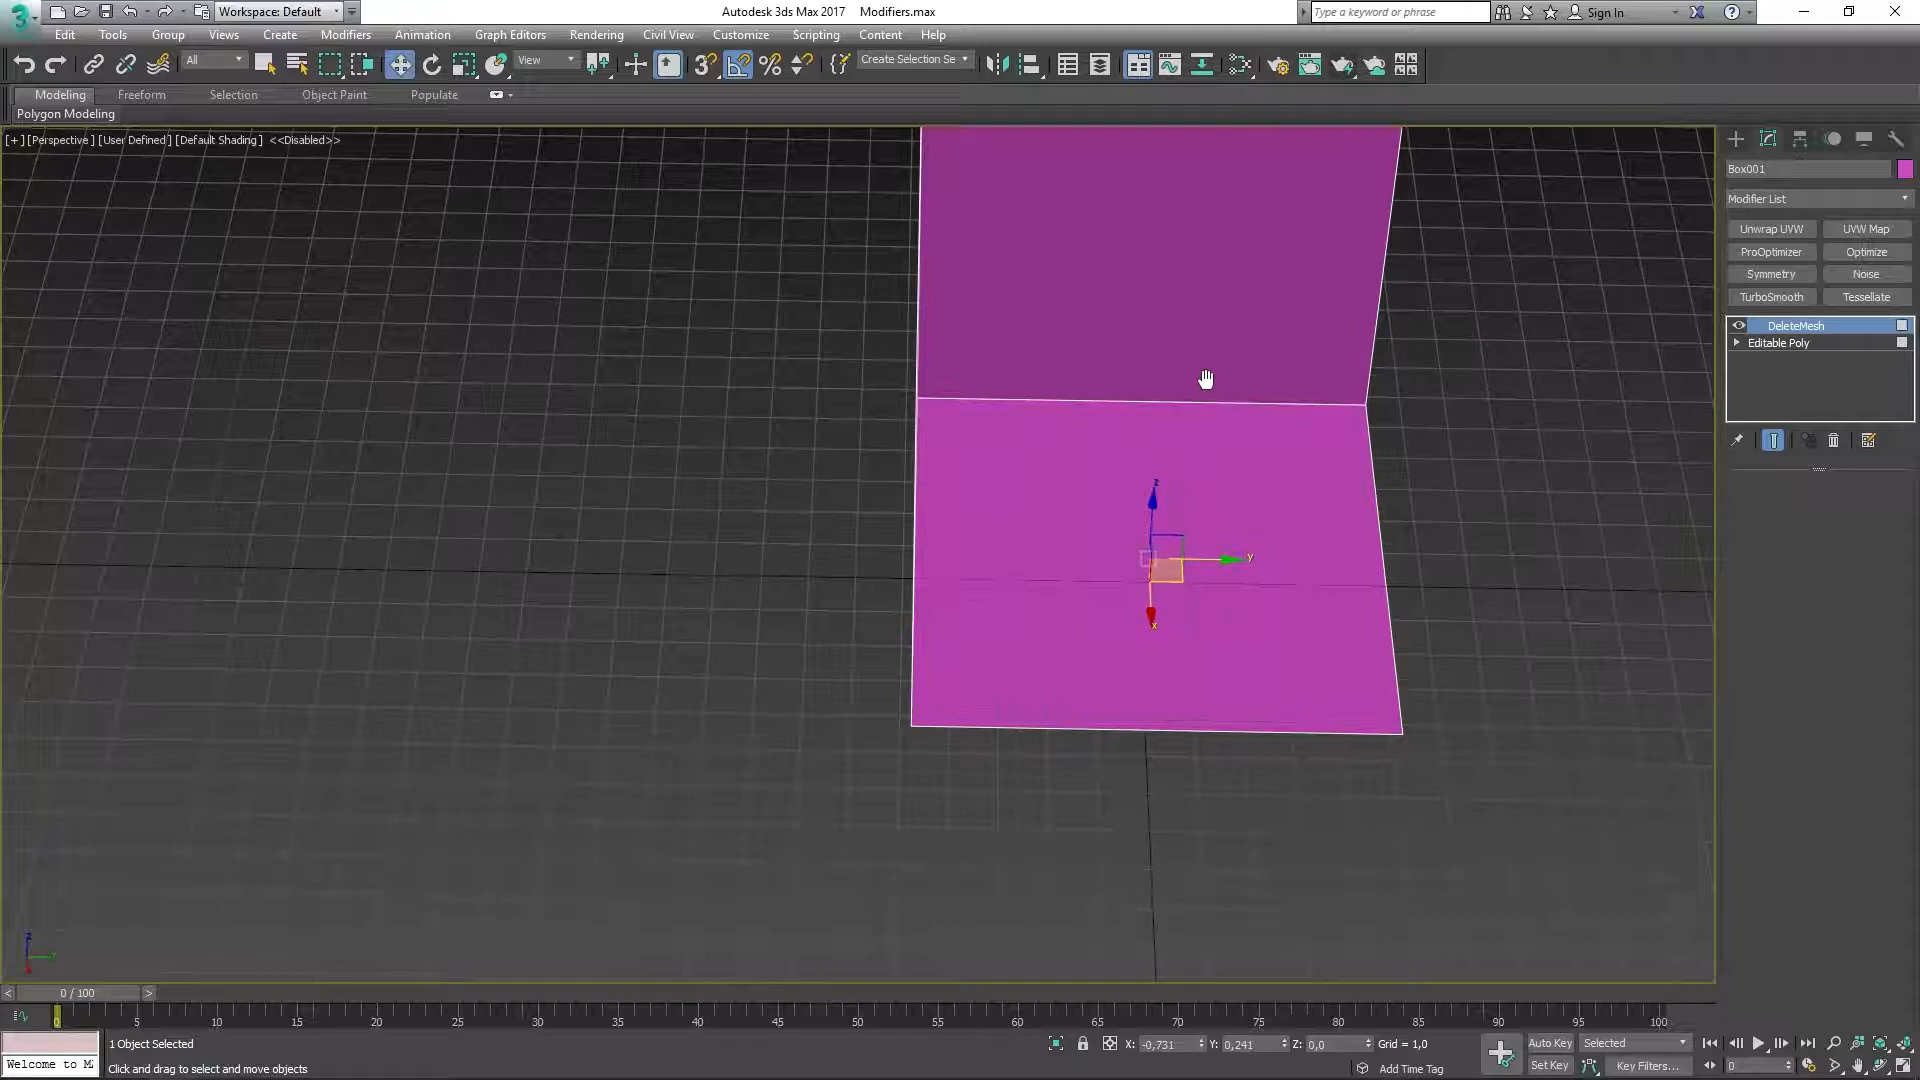 Workspace: Default
Autodesk 3ds Max 2017 Modifiers.max
Type a keyword or phrase
Sign In
Edit Tools Group Views Create Modifiers Animation Graph Editors Rendering Civil View Customize Scripting Content Help
All
View
Create Selection Se
Modeling Freeform Selection Object Paint Populate
Polygon Modeling
[+] [Perspective ] [User Defined ] [Default Shading ] <<Disabled>>
Box001
Modifier List
Unwrap UVW UVW Map
ProOptimizer Optimize
Symmetry Noise
TurboSmooth Tessellate
DeleteMesh
Editable Poly
z
y
x
z
0 / 100
0 5 10 15 20 25 30 35 40 45 50 55 60 65 70 75 80 85 90 95 100
1 Object Selected
X: -0,731 Y: 0,241 Z: 0,0 Grid = 1,0
Auto Key Selected
Welcome to M
Click and drag to select and move objects
Add Time Tag
Set Key Key Filters... 0